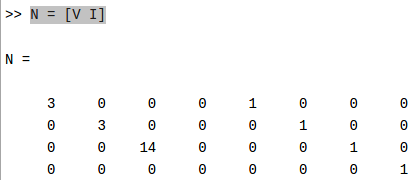 >> N = [V I]
N =
3 0 0 0 1 0 0 0
0 3 0 0 0 1 0 0
0 0 14 0 0 0 1 0
0 0 0 0 0 0 0 1